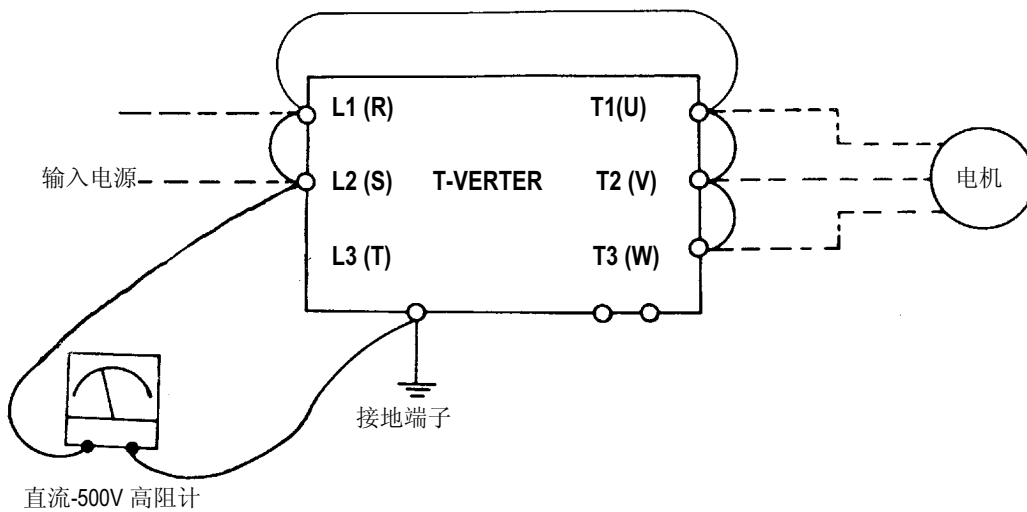 L1 (R)
T1(U)
输入电源
L2 (S)
T-VERTER
T2 (V)
电机
L3 (T)
T3 (W)
接地端子
直流-500V 高阻计